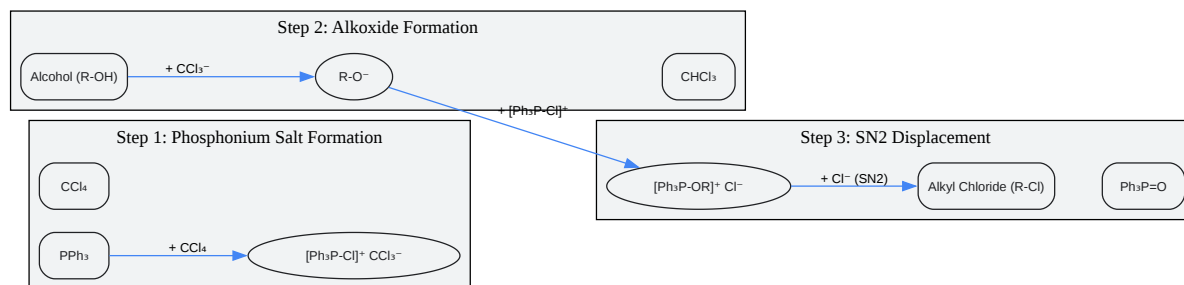 Step 2: Alkoxide Formation
Alcohol (R-OH)
+ CCl₃⁻
R-O⁻
CHCl₃
+ [Ph₃P-Cl]⁺
Step 1: Phosphonium Salt Formation
CCl₄
PPh₃
+ CCl₄
[Ph₃P-Cl]⁺ CCl₃⁻
Step 3: SN2 Displacement
[Ph₃P-OR]⁺ Cl⁻
+ Cl⁻ (SN2)
Alkyl Chloride (R-Cl)
Ph₃P=O